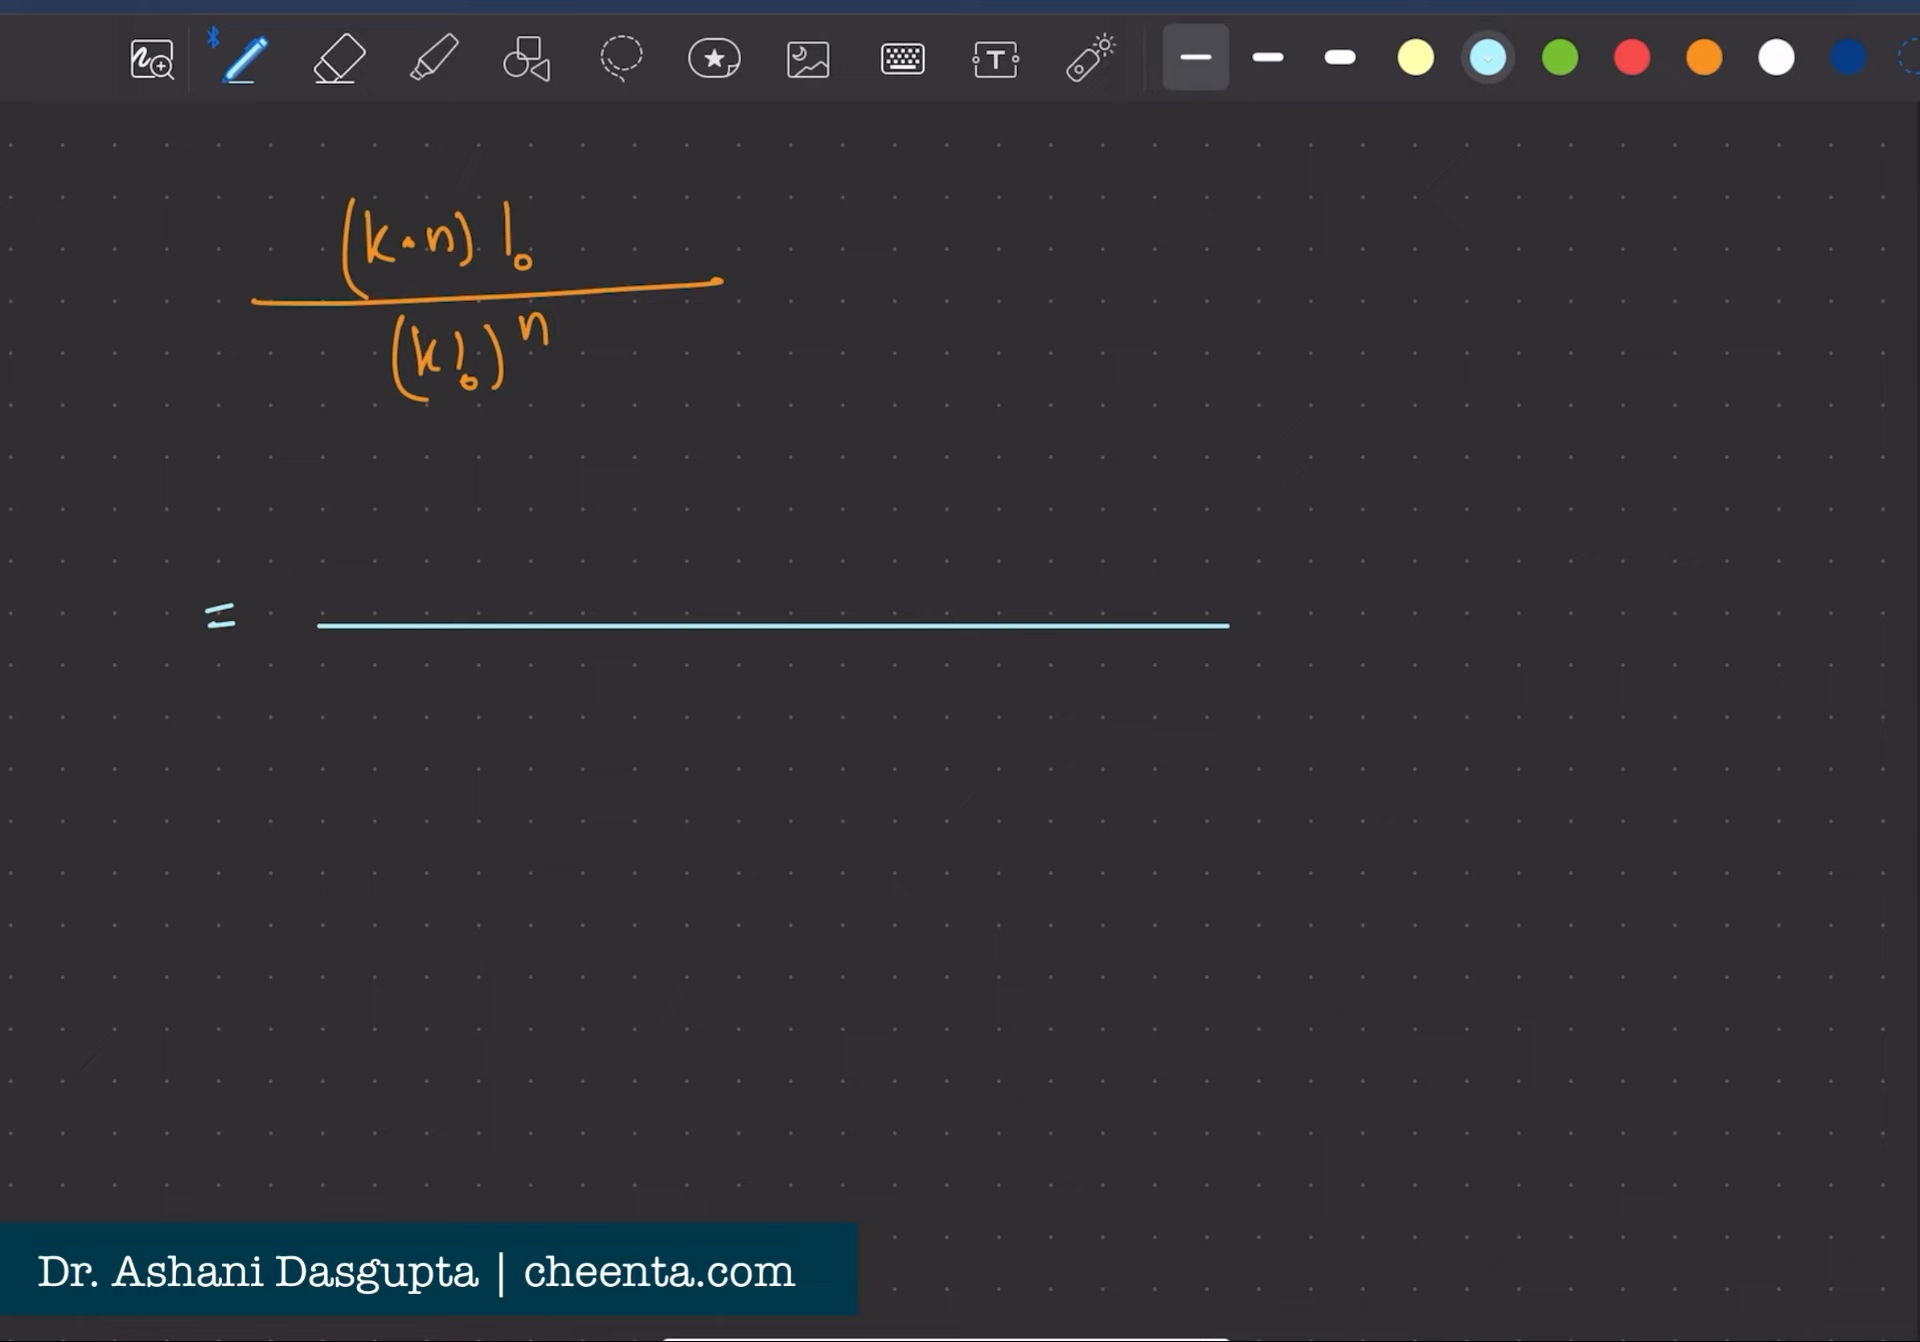 (k·n)!
(k!)ⁿ
=
Dr. Ashani Dasgupta | cheenta.com